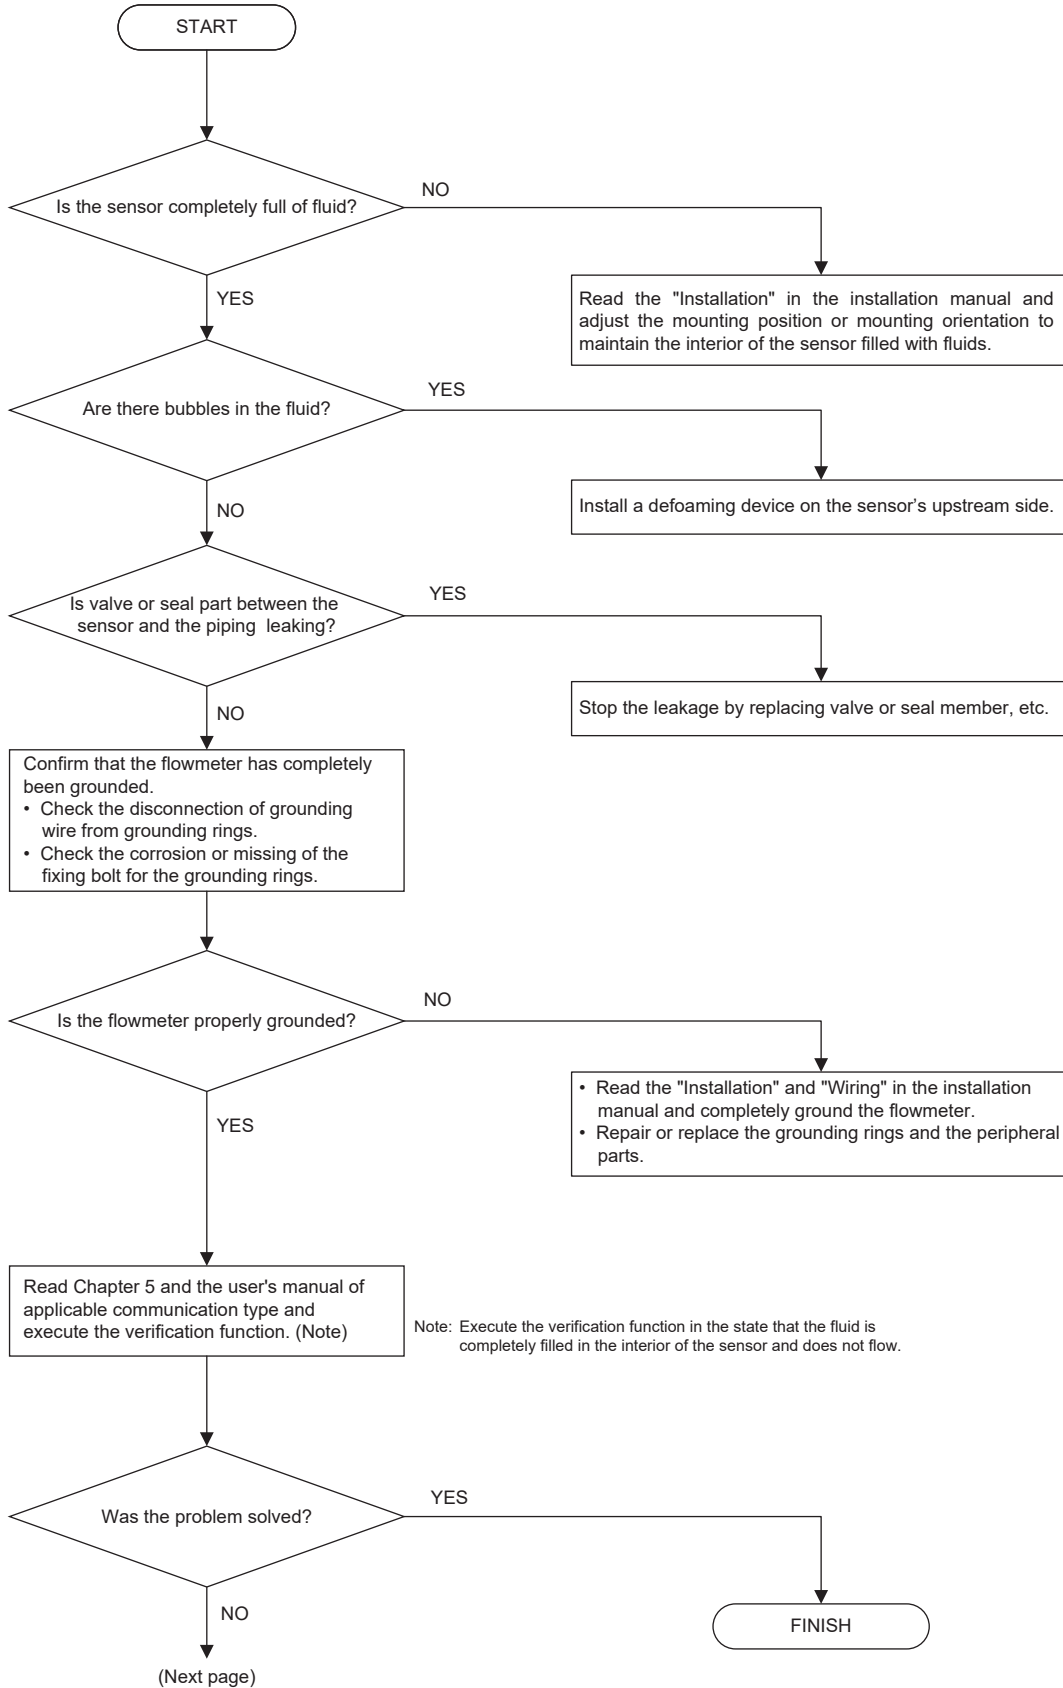 START
Is the sensor completely full of fluid?
NO
YES
Read the "Installation" in the installation manual and
adjust the mounting position or mounting orientation to
maintain the interior of the sensor filled with fluids.
Are there bubbles in the fluid?
YES
NO
Install a defoaming device on the sensor’s upstream side.
Is valve or seal part between the
sensor and the piping leaking?
YES
NO
Stop the leakage by replacing valve or seal member, etc.
Confirm that the flowmeter has completely
been grounded.
• Check the disconnection of grounding
wire from grounding rings.
• Check the corrosion or missing of the
fixing bolt for the grounding rings.
Is the flowmeter properly grounded?
NO
YES
• Read the "Installation" and "Wiring" in the installation
manual and completely ground the flowmeter.
• Repair or replace the grounding rings and the peripheral
parts.
Read Chapter 5 and the user's manual of
applicable communication type and
execute the verification function. (Note)
Note: Execute the verification function in the state that the fluid is
completely filled in the interior of the sensor and does not flow.
Was the problem solved?
YES
NO
FINISH
(Next page)